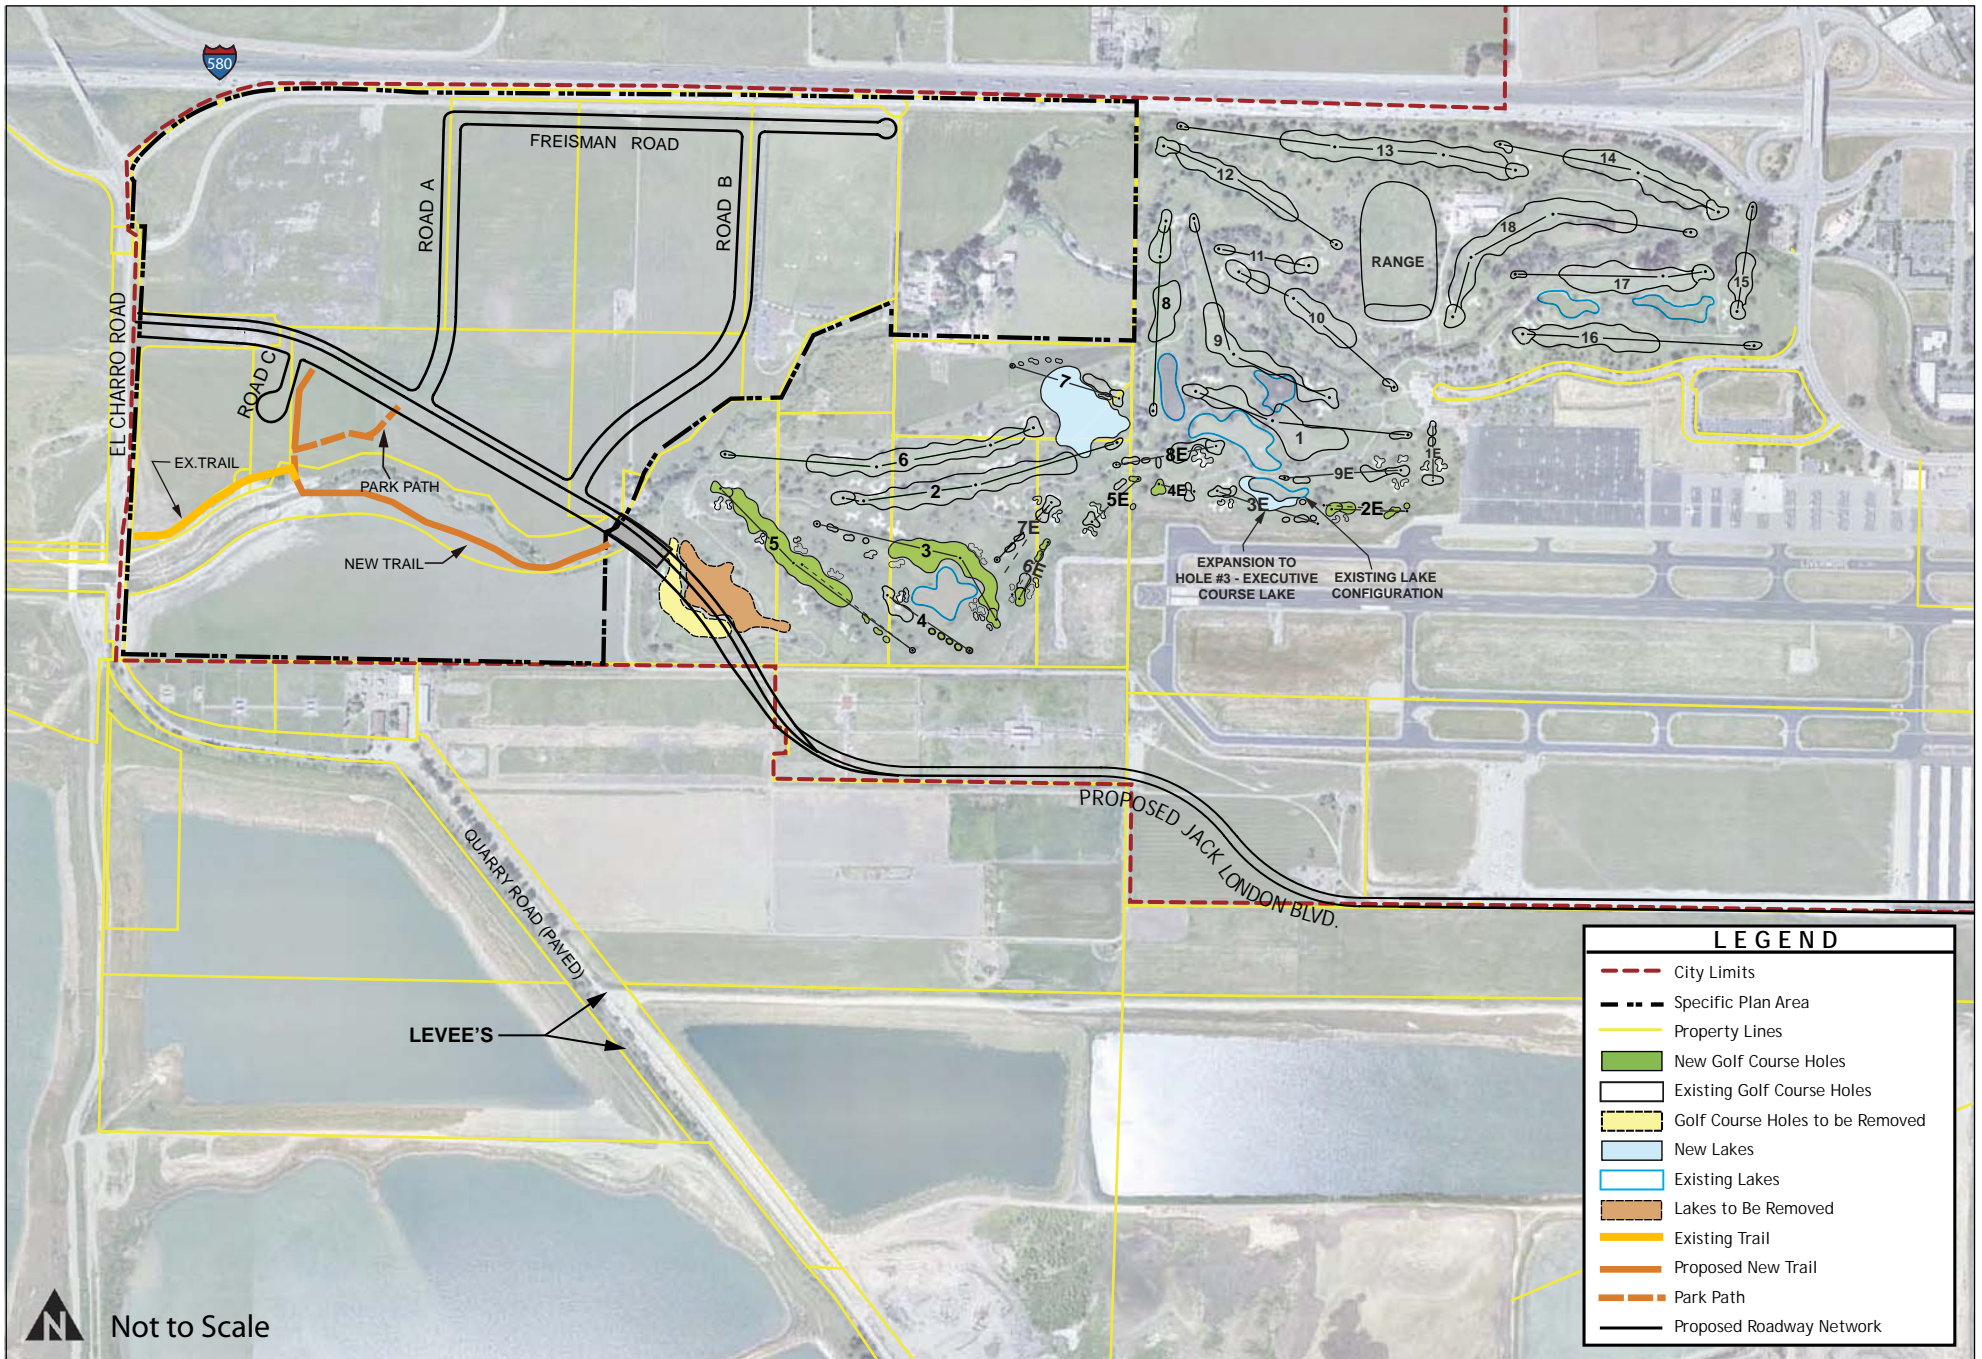 580
FREISMAN ROAD
ROAD A
ROAD B
EL CHARRO ROAD
ROAD C
EX.TRAIL
PARK PATH
NEW TRAIL
12
13
14
18
RANGE
11
17
15
8
10
9
16
7
1
6
8E
9E
1E
2
5E
4E
3E
2E
7E
5
3
6E
4
EXPANSION TO
HOLE #3 - EXECUTIVE
COURSE LAKE
EXISTING LAKE
CONFIGURATION
PROPOSED JACK LONDON BLVD.
QUARRY ROAD (PAVED)
LEVEE'S
LEGEND
City Limits
Specific Plan Area
Property Lines
New Golf Course Holes
Existing Golf Course Holes
Golf Course Holes to be Removed
New Lakes
Existing Lakes
Lakes to Be Removed
Existing Trail
Proposed New Trail
Park Path
Proposed Roadway Network
N
Not to Scale